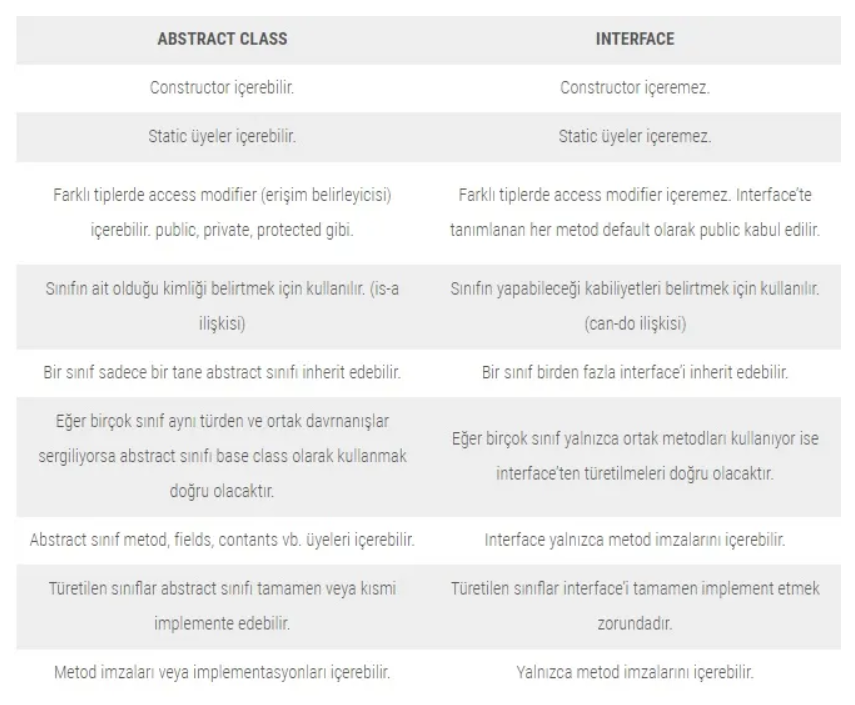 ABSTRACT CLASS
INTERFACE
Constructor içerebilir.
Constructor içeremez.
Static üyeler içerebilir.
Static üyeler içeremez.
Farklı tiplerde access modifier (erişim belirleyicisi)
içerebilir. public, private, protected gibi.
Farklı tiplerde access modifier içeremez. Interface'te
tanımlanan her metod default olarak public kabul edilir.
Sınıfın ait olduğu kimliği belirtmek için kullanılır. (is-a
ilişkisi)
Sınıfın yapabileceği kabiliyetleri belirtmek için kullanılır.
(can-do ilişkisi)
Bir sınıf sadece bir tane abstract sınıfı inherit edebilir.
Bir sınıf birden fazla interface'i inherit edebilir.
Eğer birçok sınıf aynı türden ve ortak davrnanışlar
sergiliyorsa abstract sınıfı base class olarak kullanmak
doğru olacaktır.
Eğer birçok sınıf yalnızca ortak metodları kullanıyor ise
interface'ten türetilmeleri doğru olacaktır.
Abstract sınıf metod, fields, contants vb. üyeleri içerebilir.
Interface yalnızca metod imzalarını içerebilir.
Türetilen sınıflar abstract sınıfı tamamen veya kısmi
implemente edebilir.
Türetilen sınıflar interface'i tamamen implement etmek
zorundadır.
Metod imzaları veya implementasyonları içerebilir.
Yalnızca metod imzalarını içerebilir.